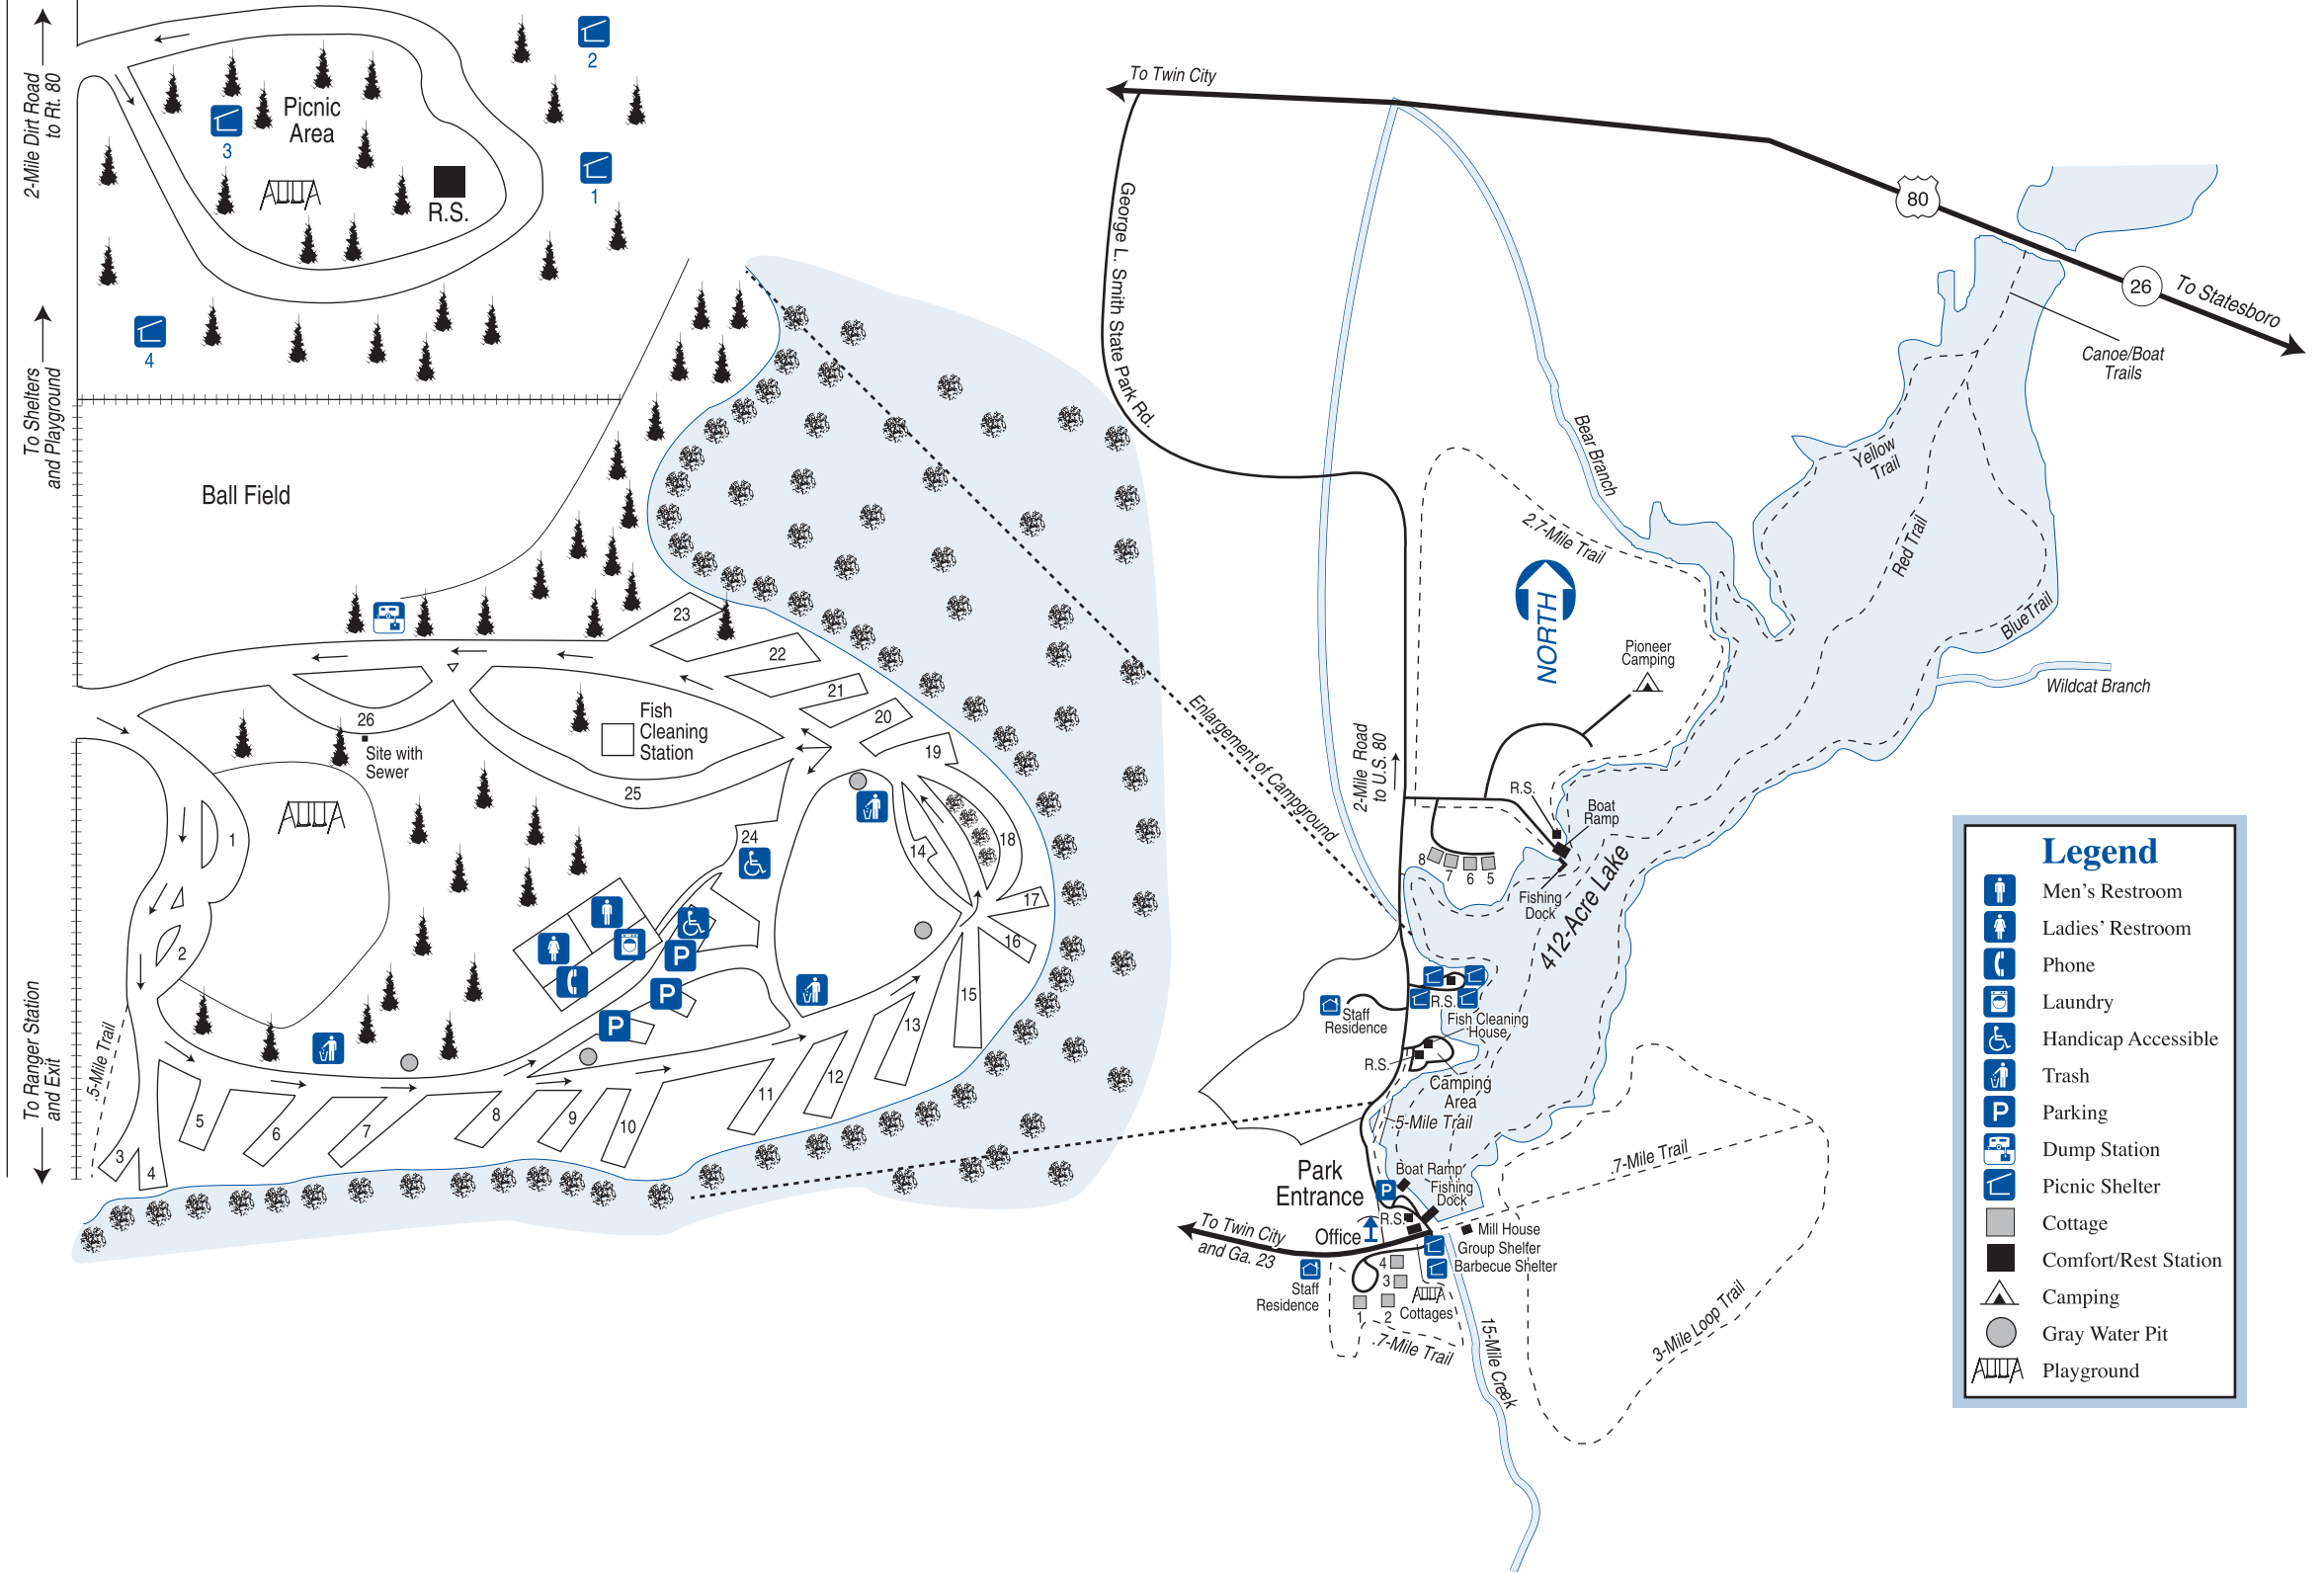 2-Mile Dirt Road
to Rt. 80
To Shelters
and Playground
To Ranger Station
and Exit
Picnic
Area
R.S.
2
3
1
4
Ball Field
23
22
21
20
19
26
Site with
Sewer
Fish
Cleaning
Station
25
24
18
14
17
16
15
1
2
P
P
P
13
12
11
10
9
8
7
6
5
4
3
.5-Mile Trail
Enlargement of Campground
To Twin City
George L. Smith State Park Rd.
80
26
To Statesboro
Canoe/Boat
Trails
Bear Branch
Yellow
Trail
Red Trail
BlueTrail
Wildcat Branch
2.7-Mile Trail
NORTH
Pioneer
Camping
2-Mile Road
to U.S. 80
R.S.
Boat
Ramp
8
7
6
5
Fishing
Dock
412-Acre Lake
R.S.
Staff
Residence
Fish Cleaning
House
R.S.
Camping
Area
.5-Mile Trail
.7-Mile Trail
Park
Entrance
Boat Ramp
Fishing
Dock
P
R.S.
Office
To Twin City
and Ga. 23
Mill House
Group Shelter
Barbecue Shelter
Staff
Residence
4
3
1
2
Cottages
.7-Mile Trail
15-Mile Creek
3-Mile Loop Trail
Legend
Men's Restroom
Ladies' Restroom
Phone
Laundry
Handicap Accessible
Trash
P Parking
Dump Station
Picnic Shelter
Cottage
Comfort/Rest Station
Camping
Gray Water Pit
Playground